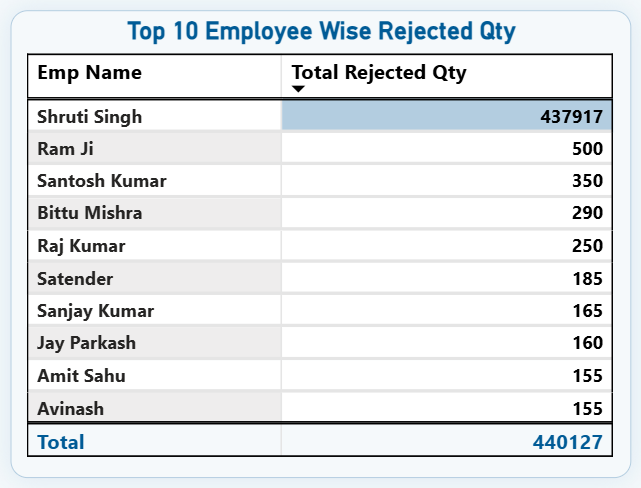 Top 10 Employee Wise Rejected Qty
Emp Name Total Rejected Qty
Shruti Singh 437917
Ram Ji 500
Santosh Kumar 350
Bittu Mishra 290
Raj Kumar 250
Satender 185
Sanjay Kumar 165
Jay Parkash 160
Amit Sahu 155
Avinash 155
Total 440127